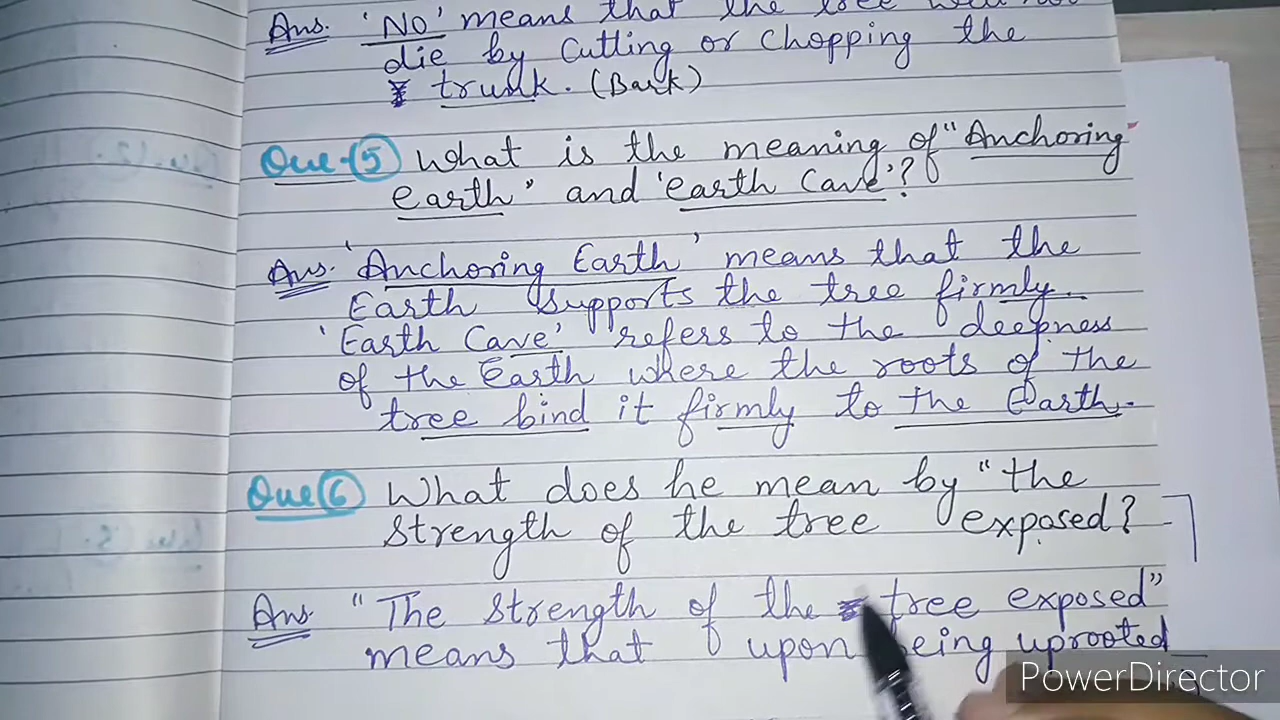 Ans. 'NO' means that the tree will not
die by Cutting or Chopping the
trunk. (Bark)
Que-5 What is the meaning of "Anchoring
earth" and 'earth Cave'?
Ans. 'Anchoring Earth' means that the
Earth supports the tree firmly.
'Earth Cave' refers to the deepness
of the Earth where the roots of the
tree bind it firmly to the Earth.
Que 6 What does he mean by "the
Strength of the tree exposed?
Ans "The Strength of the tree exposed"
means that upon being uprooted
PowerDirector